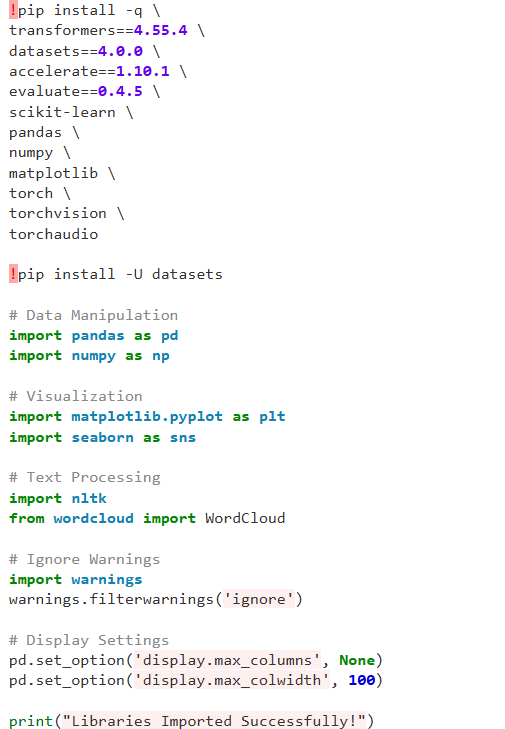 !pip install -q \
transformers==4.55.4 \
datasets==4.0.0 \
accelerate==1.10.1 \
evaluate==0.4.5 \
scikit-learn \
pandas \
numpy \
matplotlib \
torch \
torchvision \
torchaudio
!pip install -U datasets
# Data Manipulation
import pandas as pd
import numpy as np
# Visualization
import matplotlib.pyplot as plt
import seaborn as sns
# Text Processing
import nltk
from wordcloud import WordCloud
# Ignore Warnings
import warnings
warnings.filterwarnings('ignore')
# Display Settings
pd.set_option('display.max_columns', None)
pd.set_option('display.max_colwidth', 100)
print("Libraries Imported Successfully!")